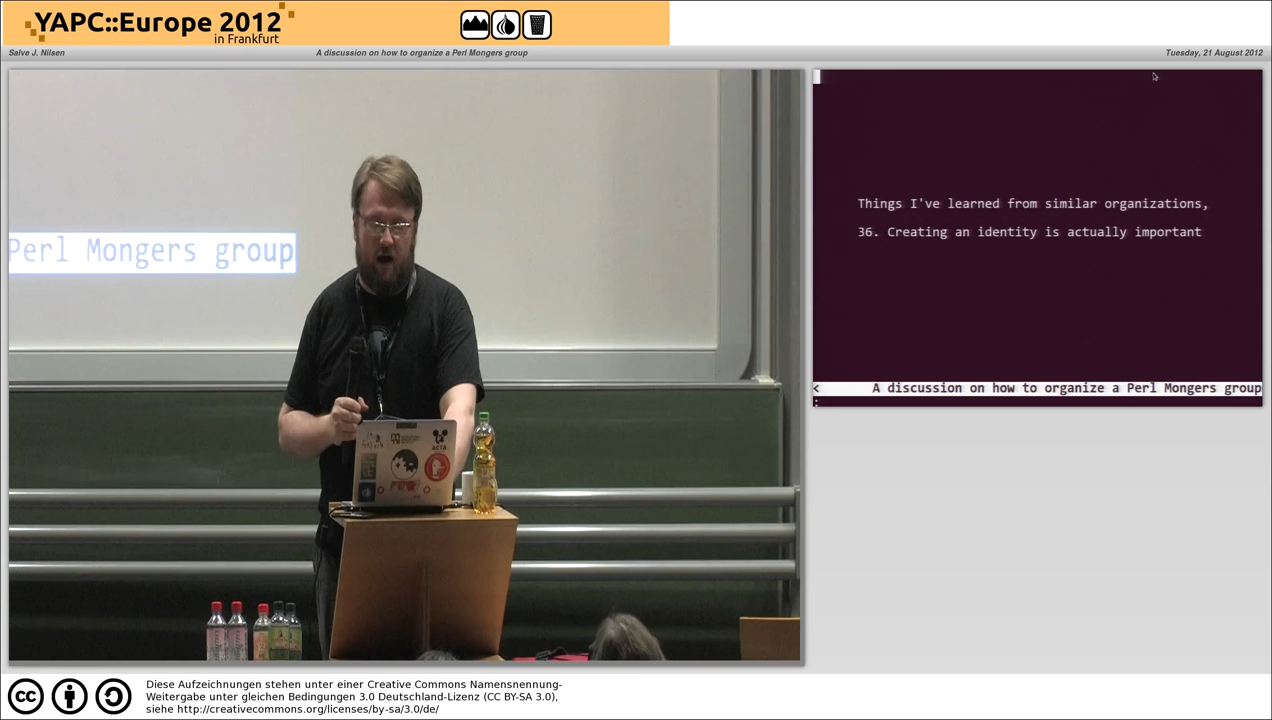 YAPC::Europe 2012
in Frankfurt
Salve J. Nilsen
A discussion on how to organize a Perl Mongers group
Tuesday, 21 August 2012
Perl Mongers group
ACTA
Things I've learned from similar organizations,
36. Creating an identity is actually important
< A discussion on how to organize a Perl Mongers group
:
cc
Diese Aufzeichnungen stehen unter einer Creative Commons Namensnennung-
Weitergabe unter gleichen Bedingungen 3.0 Deutschland-Lizenz (CC BY-SA 3.0),
siehe http://creativecommons.org/licenses/by-sa/3.0/de/